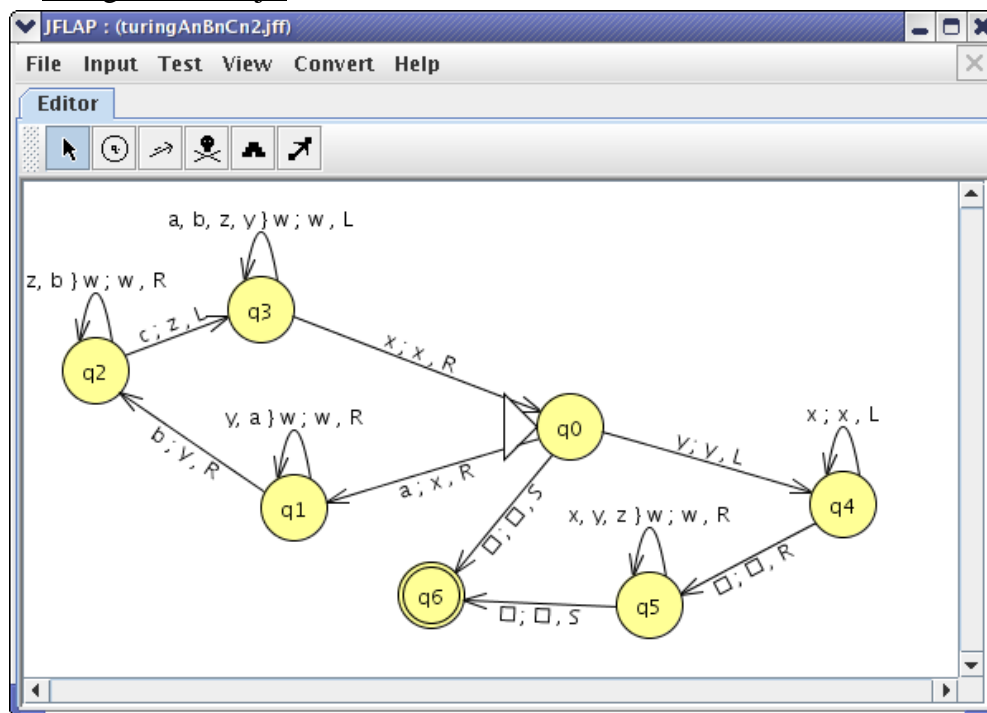 JFLAP : (turingAnBnCn2.jff)
File Input Test View Convert Help
Editor
a, b, z, y } w ; w , L
z, b } w ; w , R
q3
c ; z , L
x ; x , R
q2
y, a } w ; w , R
x ; x , L
q0
b ; y , R
y ; y , L
a ; x , R
q1
q4
□ ; □ , S
x, y, z } w ; w , R
□ ; □ , R
q6
q5
□ ; □ , S